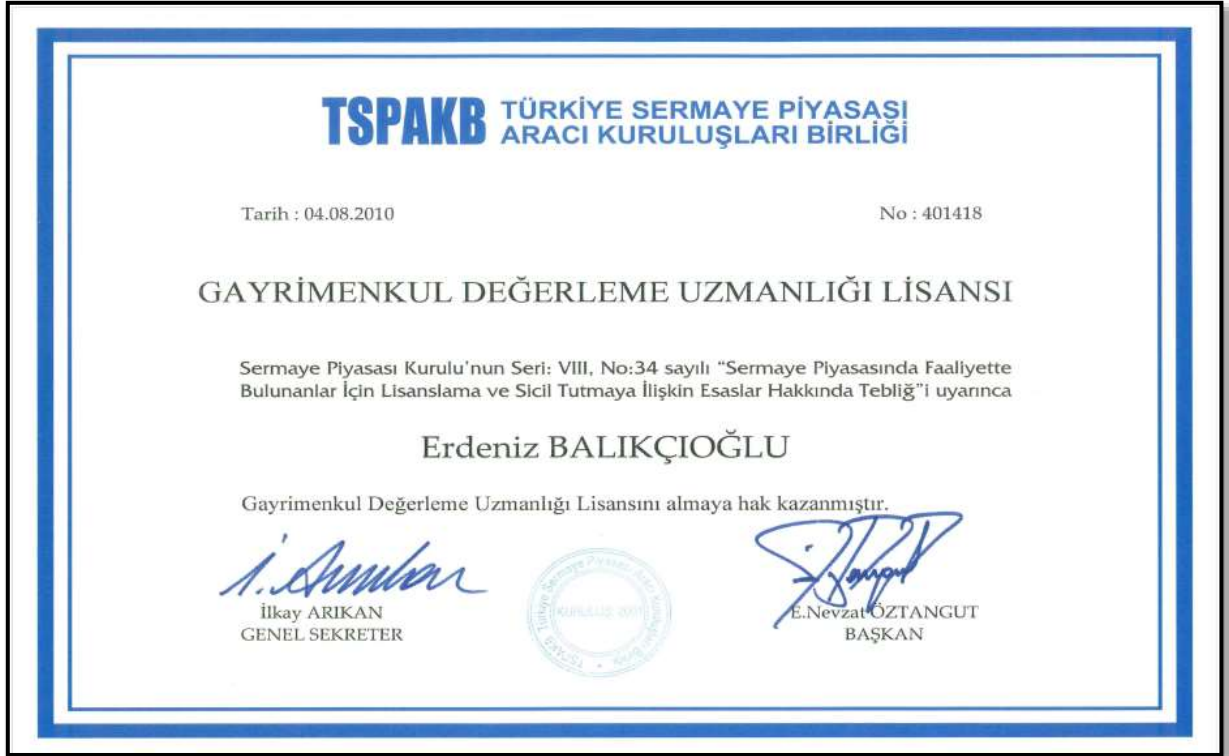 TSPAKB TÜRKİYE SERMAYE PİYASASI
ARACI KURULUŞLARI BİRLİĞİ
Tarih : 04.08.2010 No : 401418
GAYRİMENKUL DEĞERLEME UZMANLIĞI LİSANSI
Sermaye Piyasası Kurulu'nun Seri: VIII, No:34 sayılı "Sermaye Piyasasında Faaliyette
Bulunanlar İçin Lisanslama ve Sicil Tutmaya İlişkin Esaslar Hakkında Tebliğ"i uyarınca
Erdeniz BALIKÇIOĞLU
Gayrimenkul Değerleme Uzmanlığı Lisansını almaya hak kazanmıştır.
İlkay ARIKAN
GENEL SEKRETER
KURULUŞ 2001
E.Nevzat ÖZTANGUT
BAŞKAN